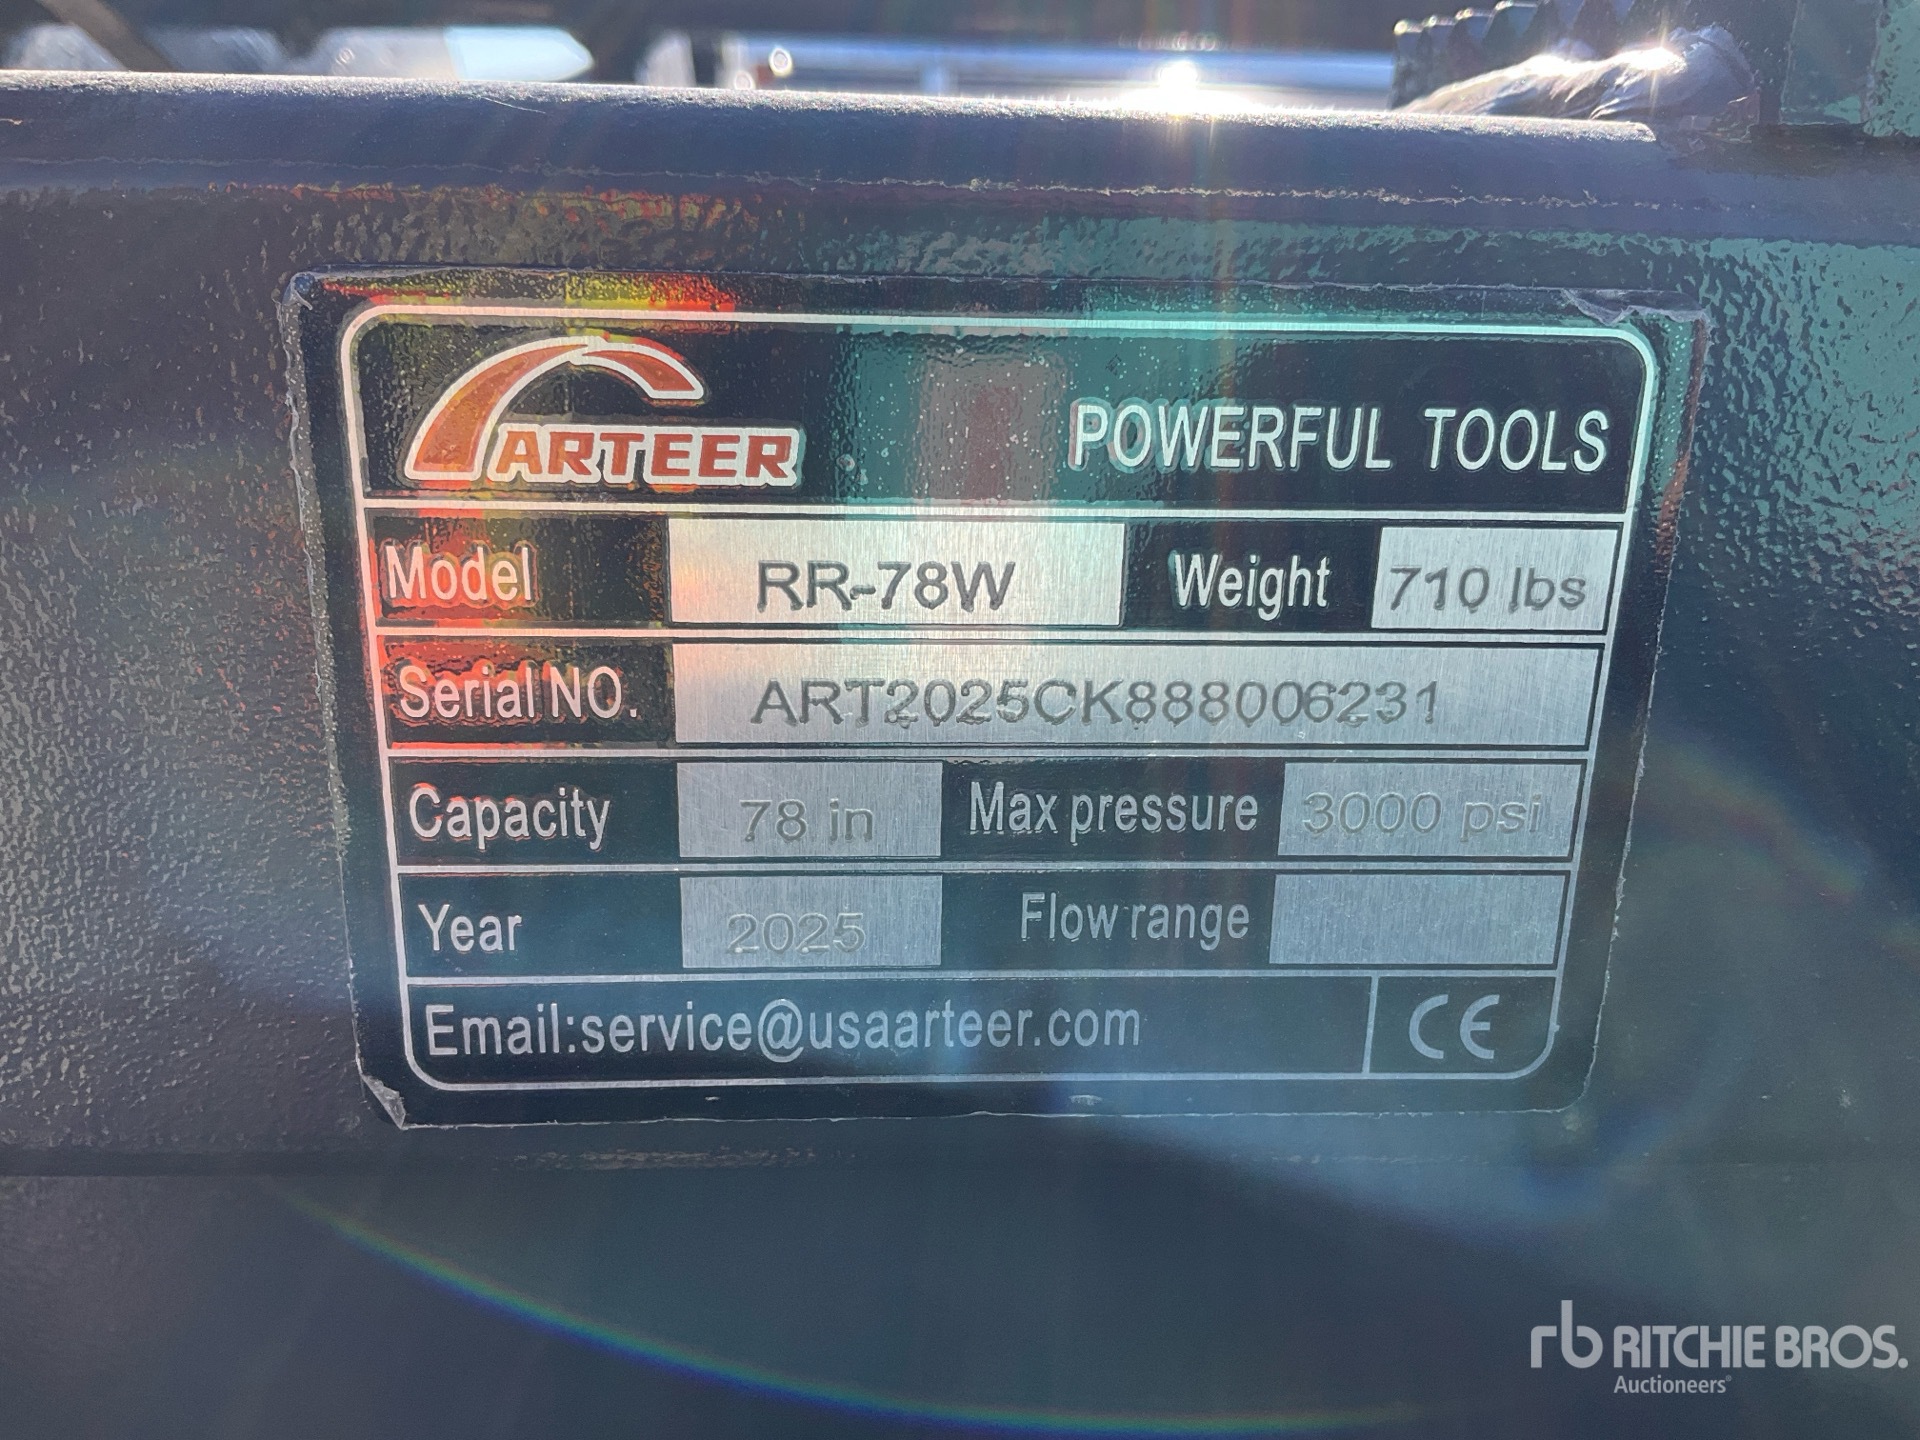 ARTEER POWERFUL TOOLS
Model RR-78W Weight 710 lbs
Serial NO. ART2025CK888006231
Capacity 78 in Max pressure 3000 psi
Year 2025 Flow range
Email:service@usaarteer.com CE
rb RITCHIE BROS.
Auctioneers®